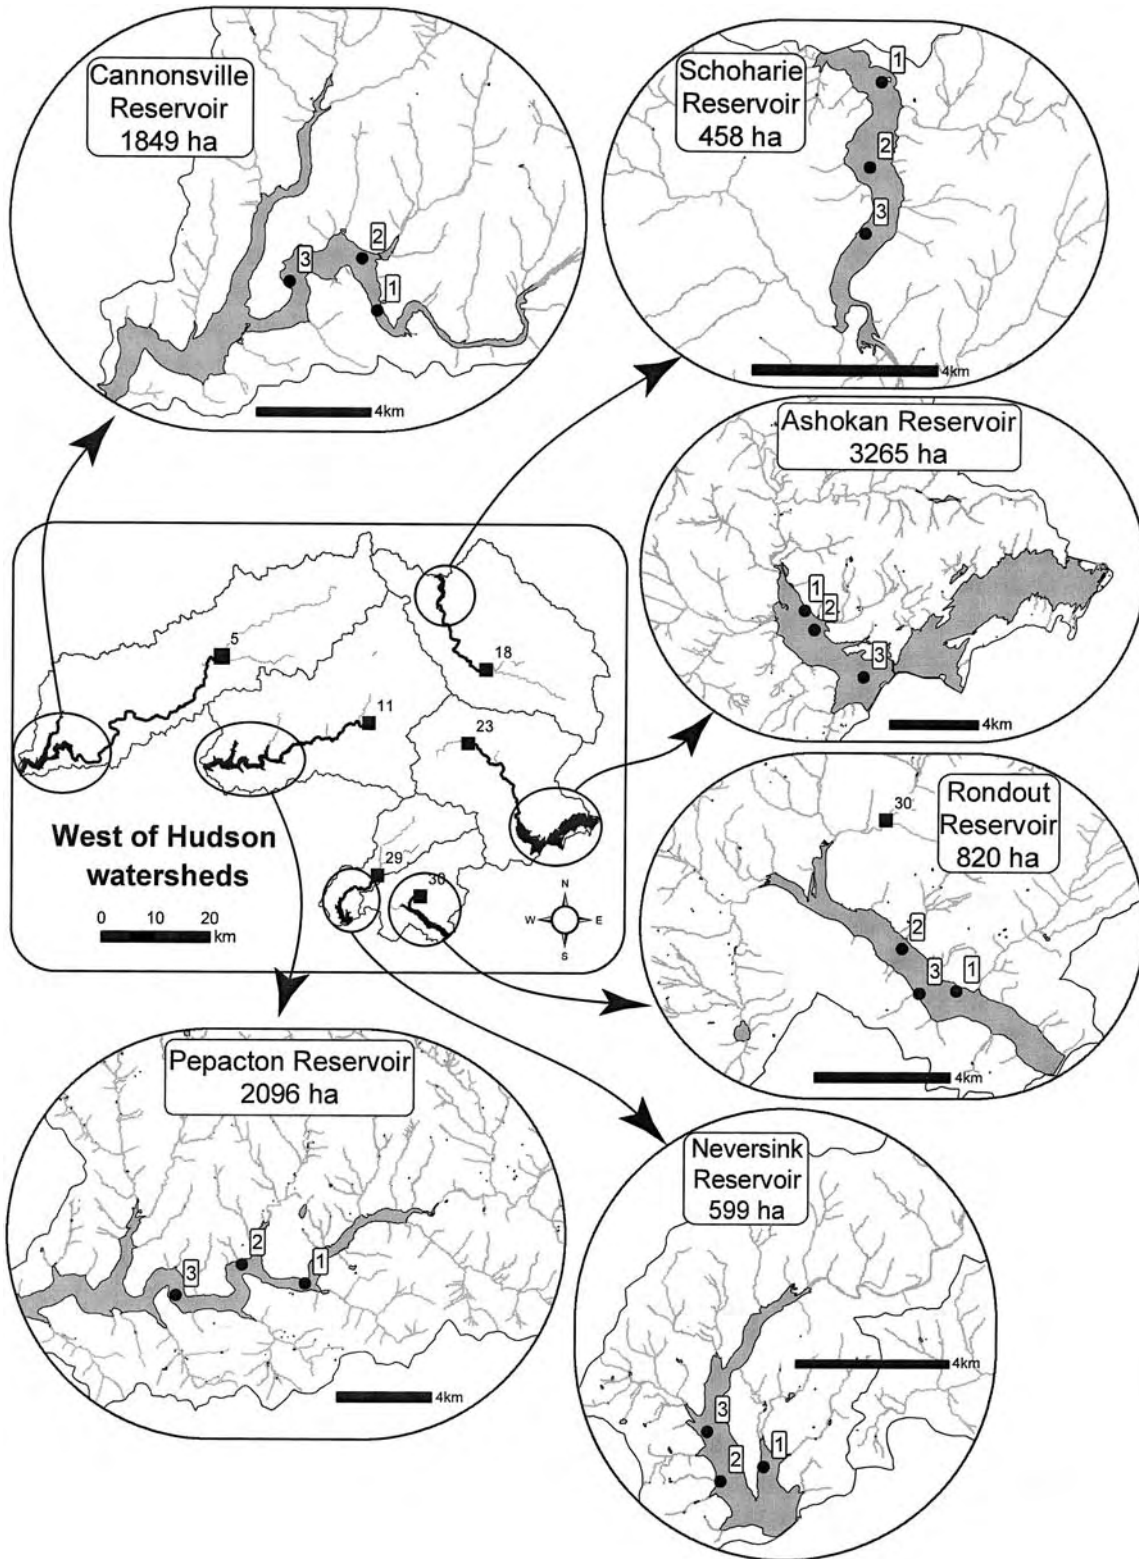 Cannonsville
Reservoir
1849 ha
3
2
1
4km
Schoharie
Reservoir
458 ha
1
2
3
4km
Ashokan Reservoir
3265 ha
1
2
3
4km
5
18
11
23
29
30
West of Hudson
watersheds
0 10 20
km
N
W E
S
Rondout
Reservoir
820 ha
30
2
3
1
4km
Pepacton Reservoir
2096 ha
3
2
1
4km
Neversink
Reservoir
599 ha
4km
3
2
1